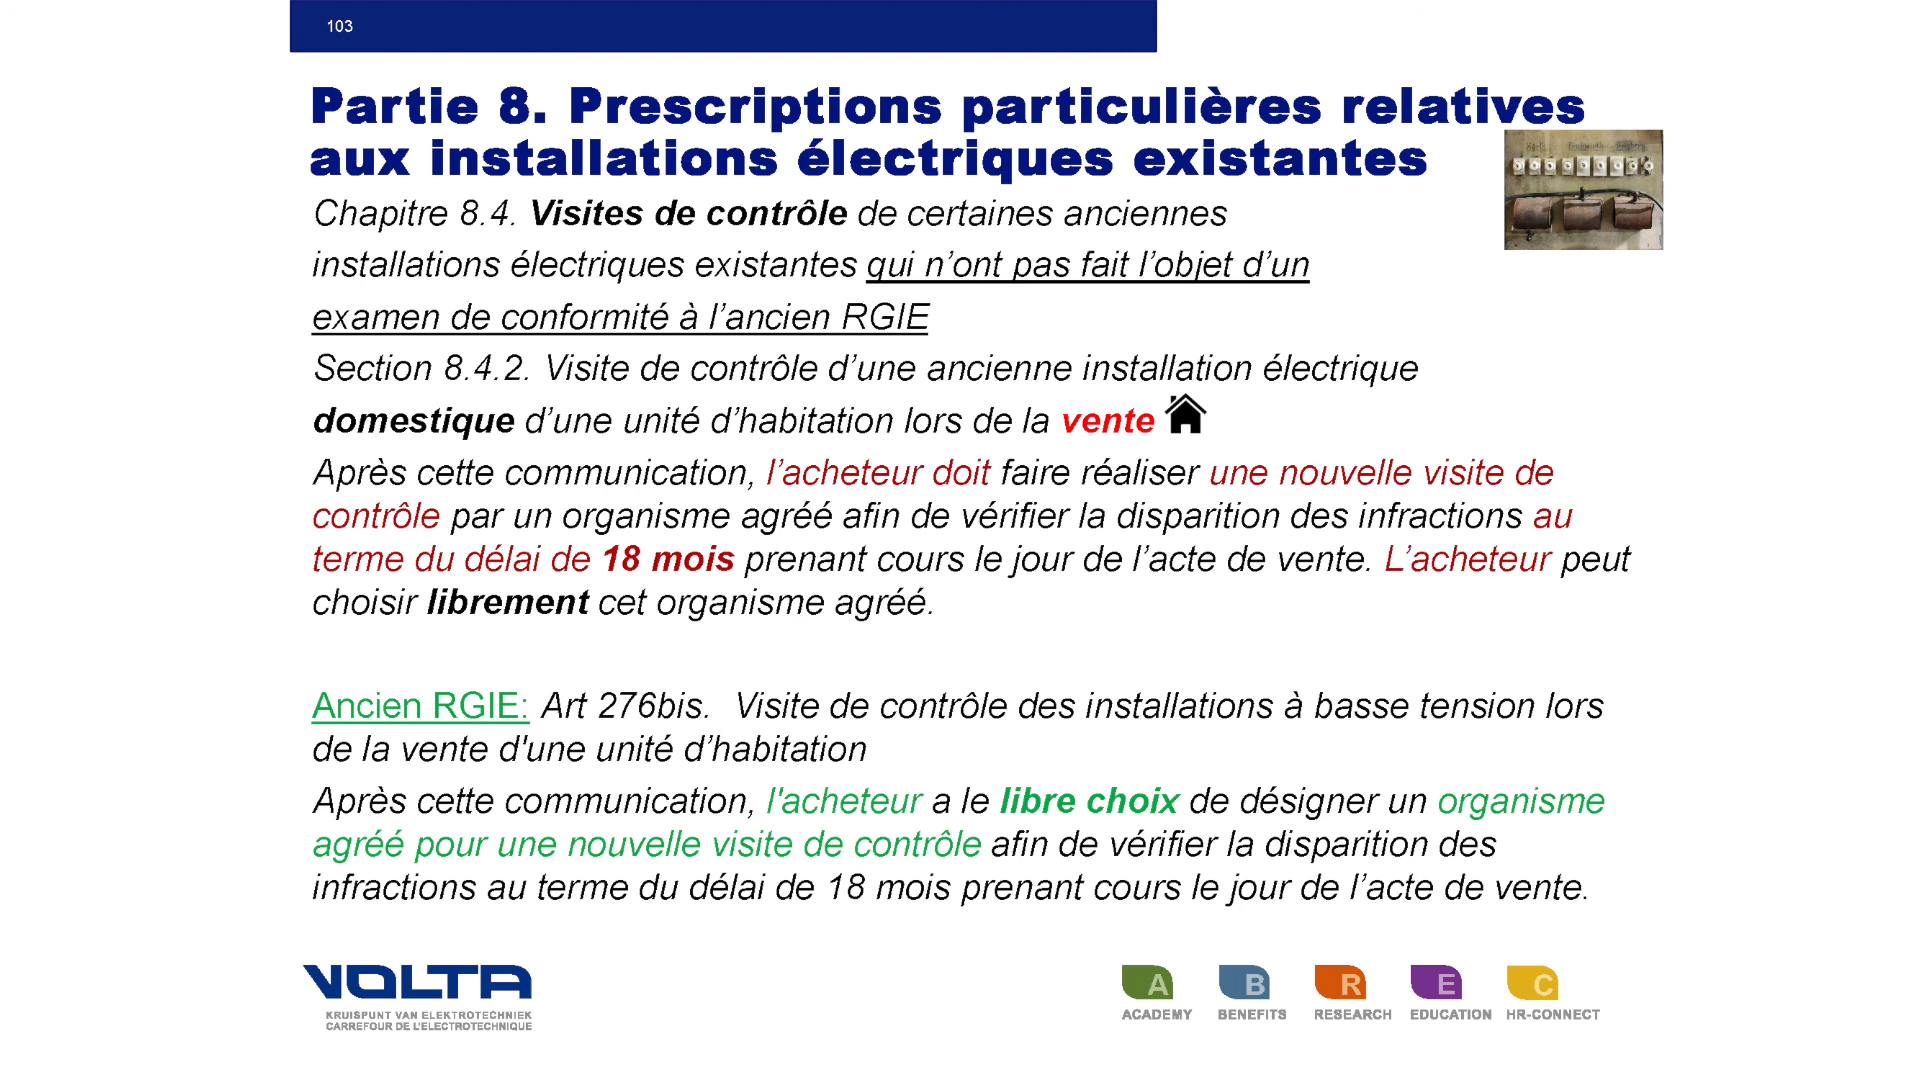 103
Partie 8. Prescriptions particulières relatives
aux installations électriques existantes
Chapitre 8.4. Visites de contrôle de certaines anciennes
installations électriques existantes qui n’ont pas fait l’objet d’un
examen de conformité à l’ancien RGIE
Section 8.4.2. Visite de contrôle d’une ancienne installation électrique
domestique d’une unité d’habitation lors de la vente
Après cette communication, l’acheteur doit faire réaliser une nouvelle visite de
contrôle par un organisme agréé afin de vérifier la disparition des infractions au
terme du délai de 18 mois prenant cours le jour de l’acte de vente. L’acheteur peut
choisir librement cet organisme agréé.
Ancien RGIE: Art 276bis. Visite de contrôle des installations à basse tension lors
de la vente d'une unité d’habitation
Après cette communication, l'acheteur a le libre choix de désigner un organisme
agréé pour une nouvelle visite de contrôle afin de vérifier la disparition des
infractions au terme du délai de 18 mois prenant cours le jour de l’acte de vente.
VOLTA
KRUISPUNT VAN ELEKTROTECHNIEK
CARREFOUR DE L'ELECTROTECHNIQUE
A B R E C
ACADEMY BENEFITS RESEARCH EDUCATION HR-CONNECT